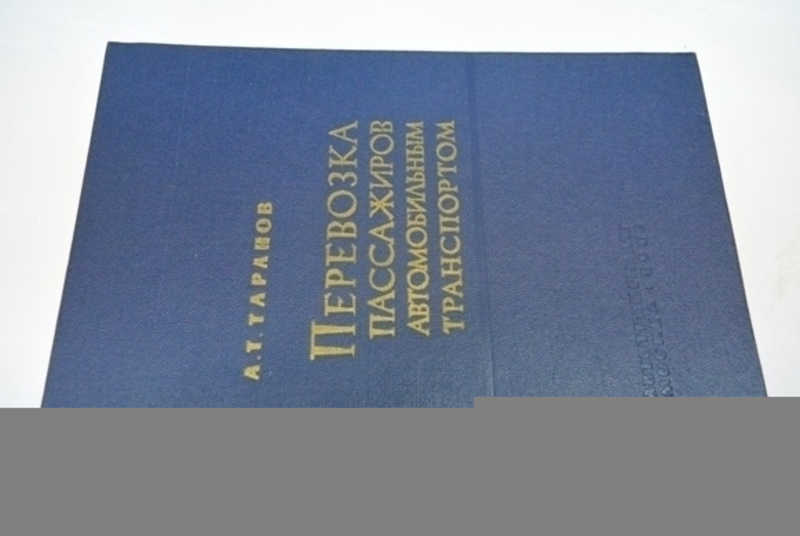 А. Т. ТАРАНОВ
ПЕРЕВОЗКА
ПАССАЖИРОВ
АВТОМОБИЛЬНЫМ
ТРАНСПОРТОМ